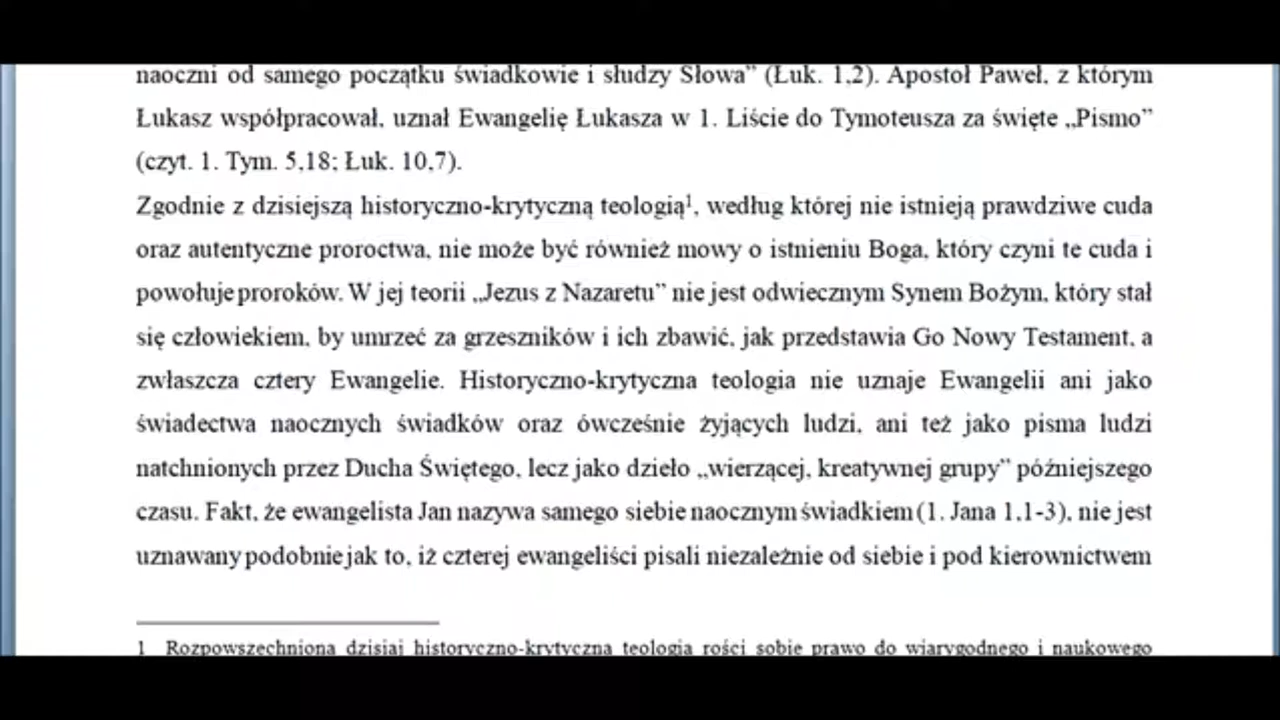 naoczni od samego początku świadkowie i słudzy Słowa” (Łuk. 1,2). Apostoł Paweł, z którym
Łukasz współpracował, uznał Ewangelię Łukasza w 1. Liście do Tymoteusza za święte „Pismo”
(czyt. 1. Tym. 5,18; Łuk. 10,7).
Zgodnie z dzisiejszą historyczno-krytyczną teologią¹, według której nie istnieją prawdziwe cuda
oraz autentyczne proroctwa, nie może być również mowy o istnieniu Boga, który czyni te cuda i
powołuje proroków. W jej teorii „Jezus z Nazaretu” nie jest odwiecznym Synem Bożym, który stał
się człowiekiem, by umrzeć za grzeszników i ich zbawić, jak przedstawia Go Nowy Testament, a
zwłaszcza cztery Ewangelie. Historyczno-krytyczna teologia nie uznaje Ewangelii ani jako
świadectwa naocznych świadków oraz ówcześnie żyjących ludzi, ani też jako pisma ludzi
natchnionych przez Ducha Świętego, lecz jako dzieło „wierzącej, kreatywnej grupy” późniejszego
czasu. Fakt, że ewangelista Jan nazywa samego siebie naocznym świadkiem (1. Jana 1,1-3), nie jest
uznawany podobnie jak to, iż czterej ewangeliści pisali niezależnie od siebie i pod kierownictwem
1 Rozpowszechniona dzisiaj historyczno-krytyczna teologia rości sobie prawo do wiarygodnego i naukowego